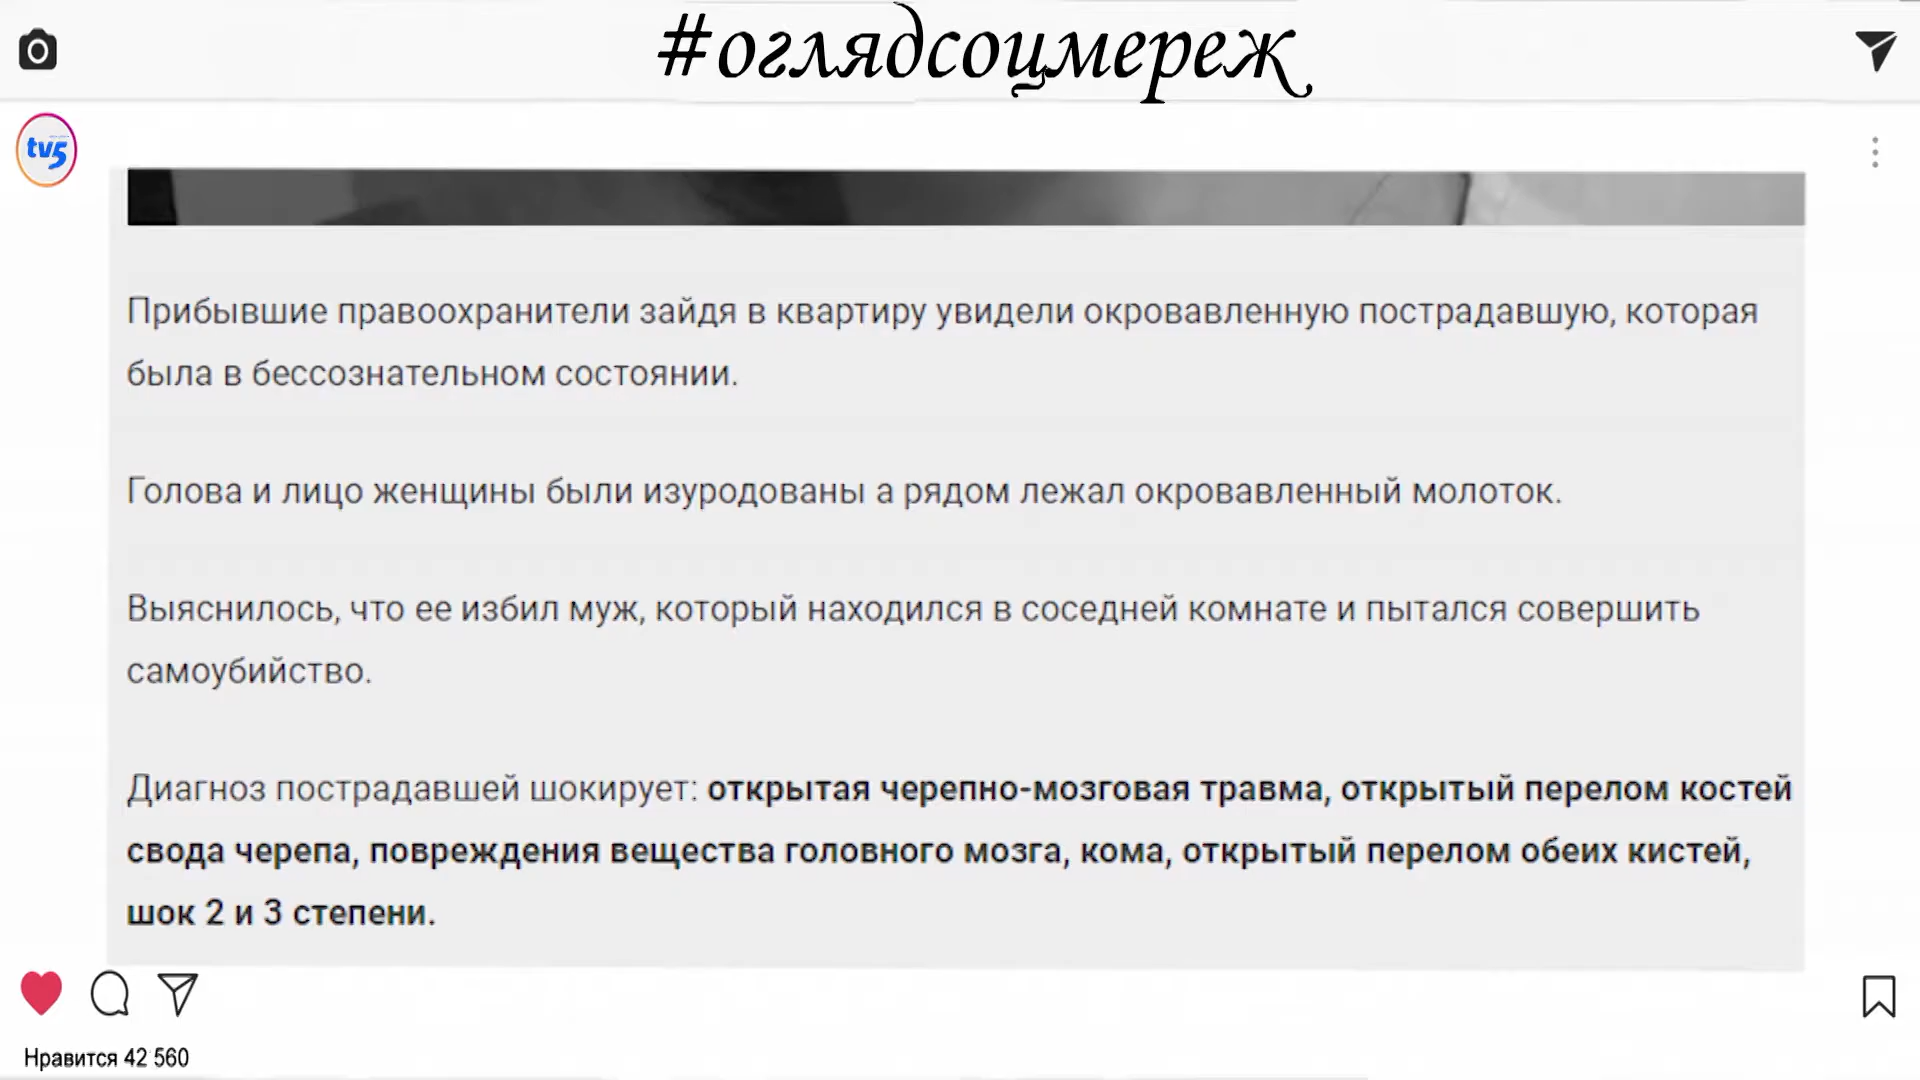 #оглядсоцмереж
tv5
Прибывшие правоохранители зайдя в квартиру увидели окровавленную пострадавшую, которая
была в бессознательном состоянии.
Голова и лицо женщины были изуродованы а рядом лежал окровавленный молоток.
Выяснилось, что ее избил муж, который находился в соседней комнате и пытался совершить
самоубийство.
Диагноз пострадавшей шокирует: открытая черепно-мозговая травма, открытый перелом костей
свода черепа, повреждения вещества головного мозга, кома, открытый перелом обеих кистей,
шок 2 и 3 степени.
Нравится 42 560